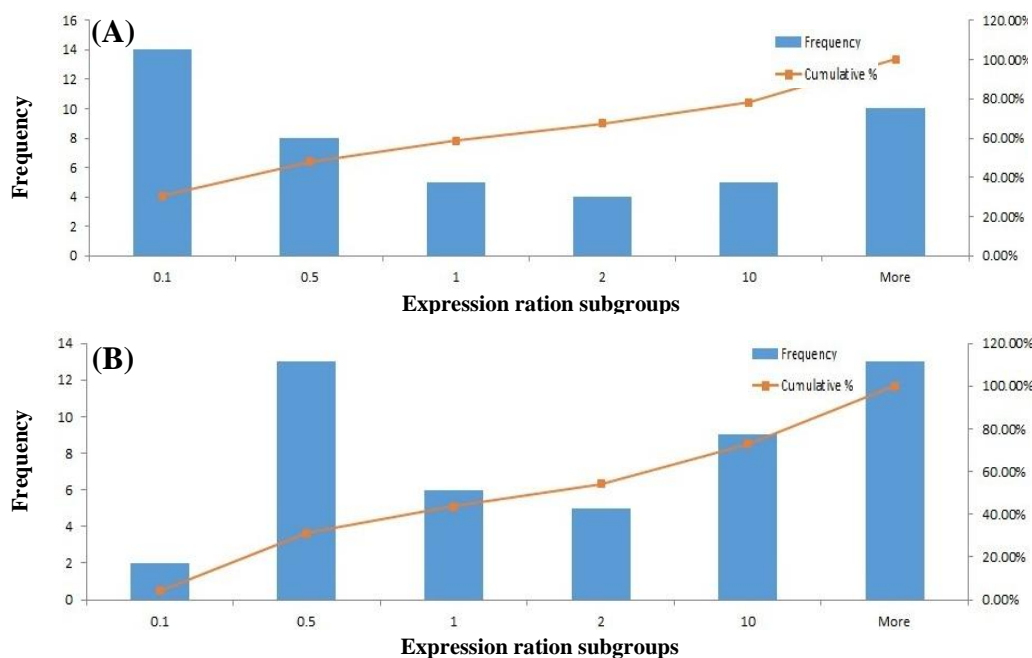 (A)
Frequency
Cumulative %
Frequency
16
14
12
10
8
6
4
2
0
120.00%
100.00%
80.00%
60.00%
40.00%
20.00%
0.00%
0.1 0.5 1 2 10 More
Expression ration subgroups
(B)
Frequency
Cumulative %
Frequency
14
12
10
8
6
4
2
0
120.00%
100.00%
80.00%
60.00%
40.00%
20.00%
0.00%
0.1 0.5 1 2 10 More
Expression ration subgroups